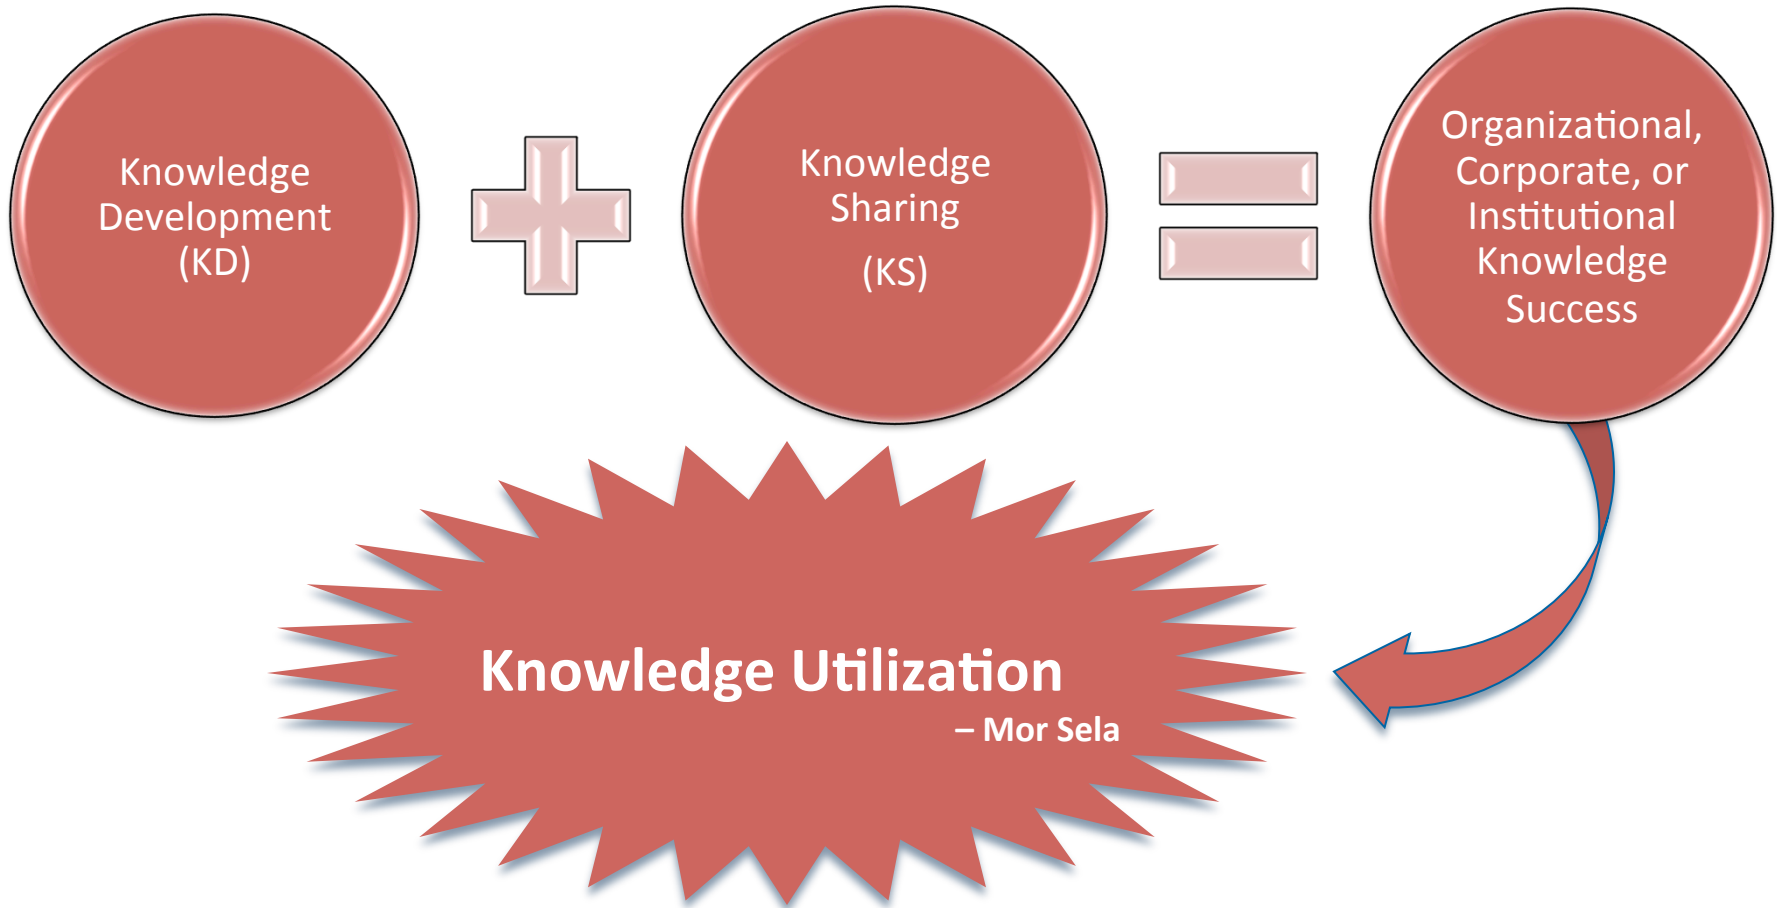 Knowledge
Development
(KD)
Knowledge
Sharing
(KS)
Organizational,
Corporate, or
Institutional
Knowledge
Success
Knowledge Utilization
– Mor Sela